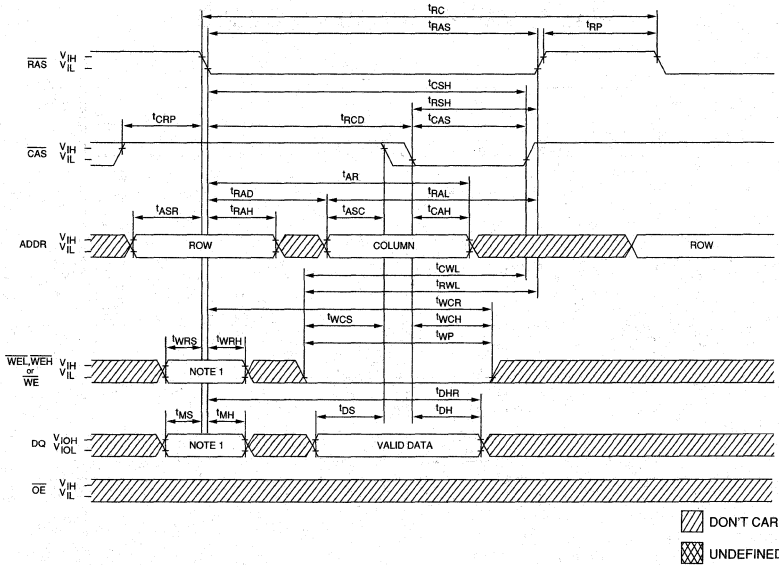 tRC
tRAS
tRP
RAS VIH
VIL
tCSH
tRSH
tCRP
tRCD
tCAS
CAS VIH
VIL
tAR
tRAD
tRAL
tASR
tRAH
tASC
tCAH
ADDR VIH
VIL
ROW
COLUMN
ROW
tCWL
tRWL
tWCR
tWCS
tWCH
tWRS
tWRH
tWP
WEL,WEH
or
WE
VIH
VIL
NOTE 1
tDHR
tMS
tMH
tDS
tDH
DQ VIOH
VIOL
NOTE 1
VALID DATA
OE VIH
VIL
DON'T CAR
UNDEFINED